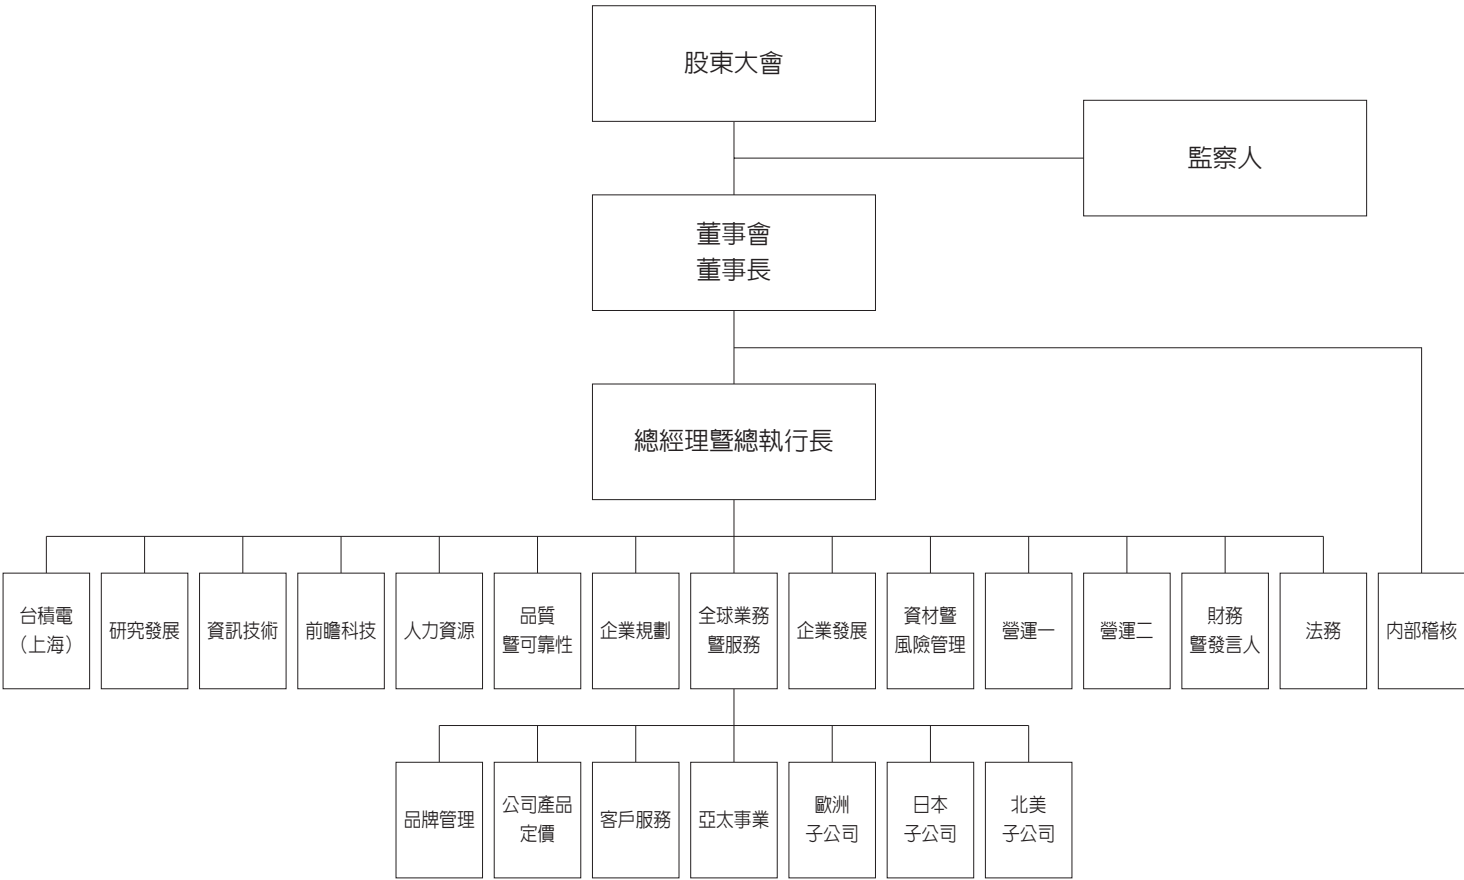 股東大會
監察人
董事會
董事長
總經理暨總執行長
台積電
（上海）
研究發展
資訊技術
前瞻科技
人力資源
品質
暨可靠性
企業規劃
全球業務
暨服務
企業發展
資材暨
風險管理
營運一
營運二
財務
暨發言人
法務
內部稽核
品牌管理
公司產品
定價
客戶服務
亞太事業
歐洲
子公司
日本
子公司
北美
子公司